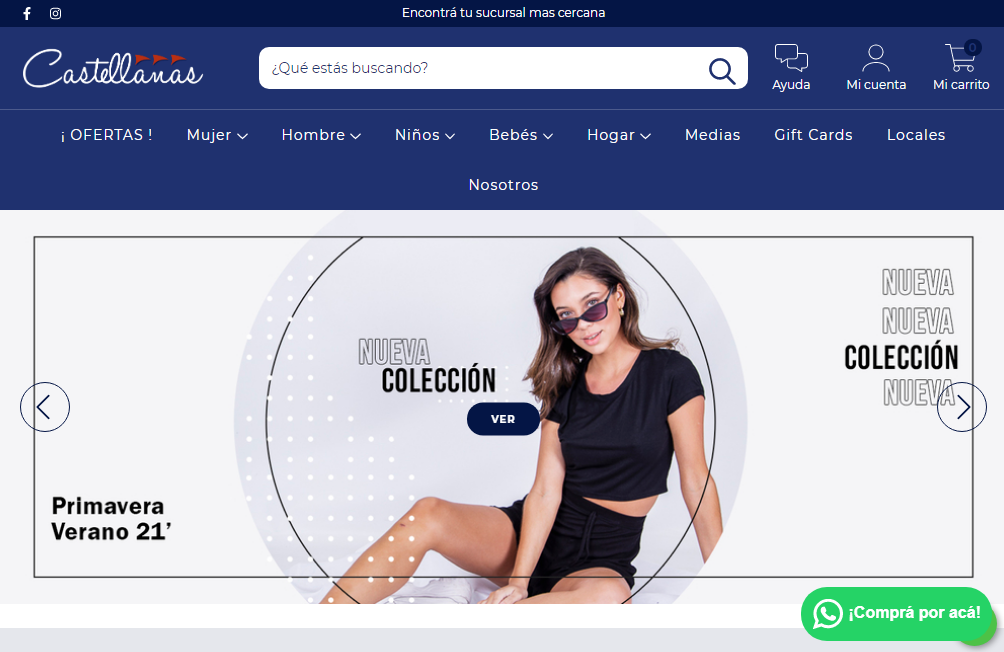 Encontrá tu sucursal mas cercana
Castellanas
¿Qué estás buscando?
Ayuda
Mi cuenta
0
Mi carrito
¡ OFERTAS !
Mujer
Hombre
Niños
Bebés
Hogar
Medias
Gift Cards
Locales
Nosotros
NUEVA
COLECCIÓN
VER
Primavera
Verano 21’
NUEVA
NUEVA
COLECCIÓN
NUEVA
¡Comprá por acá!